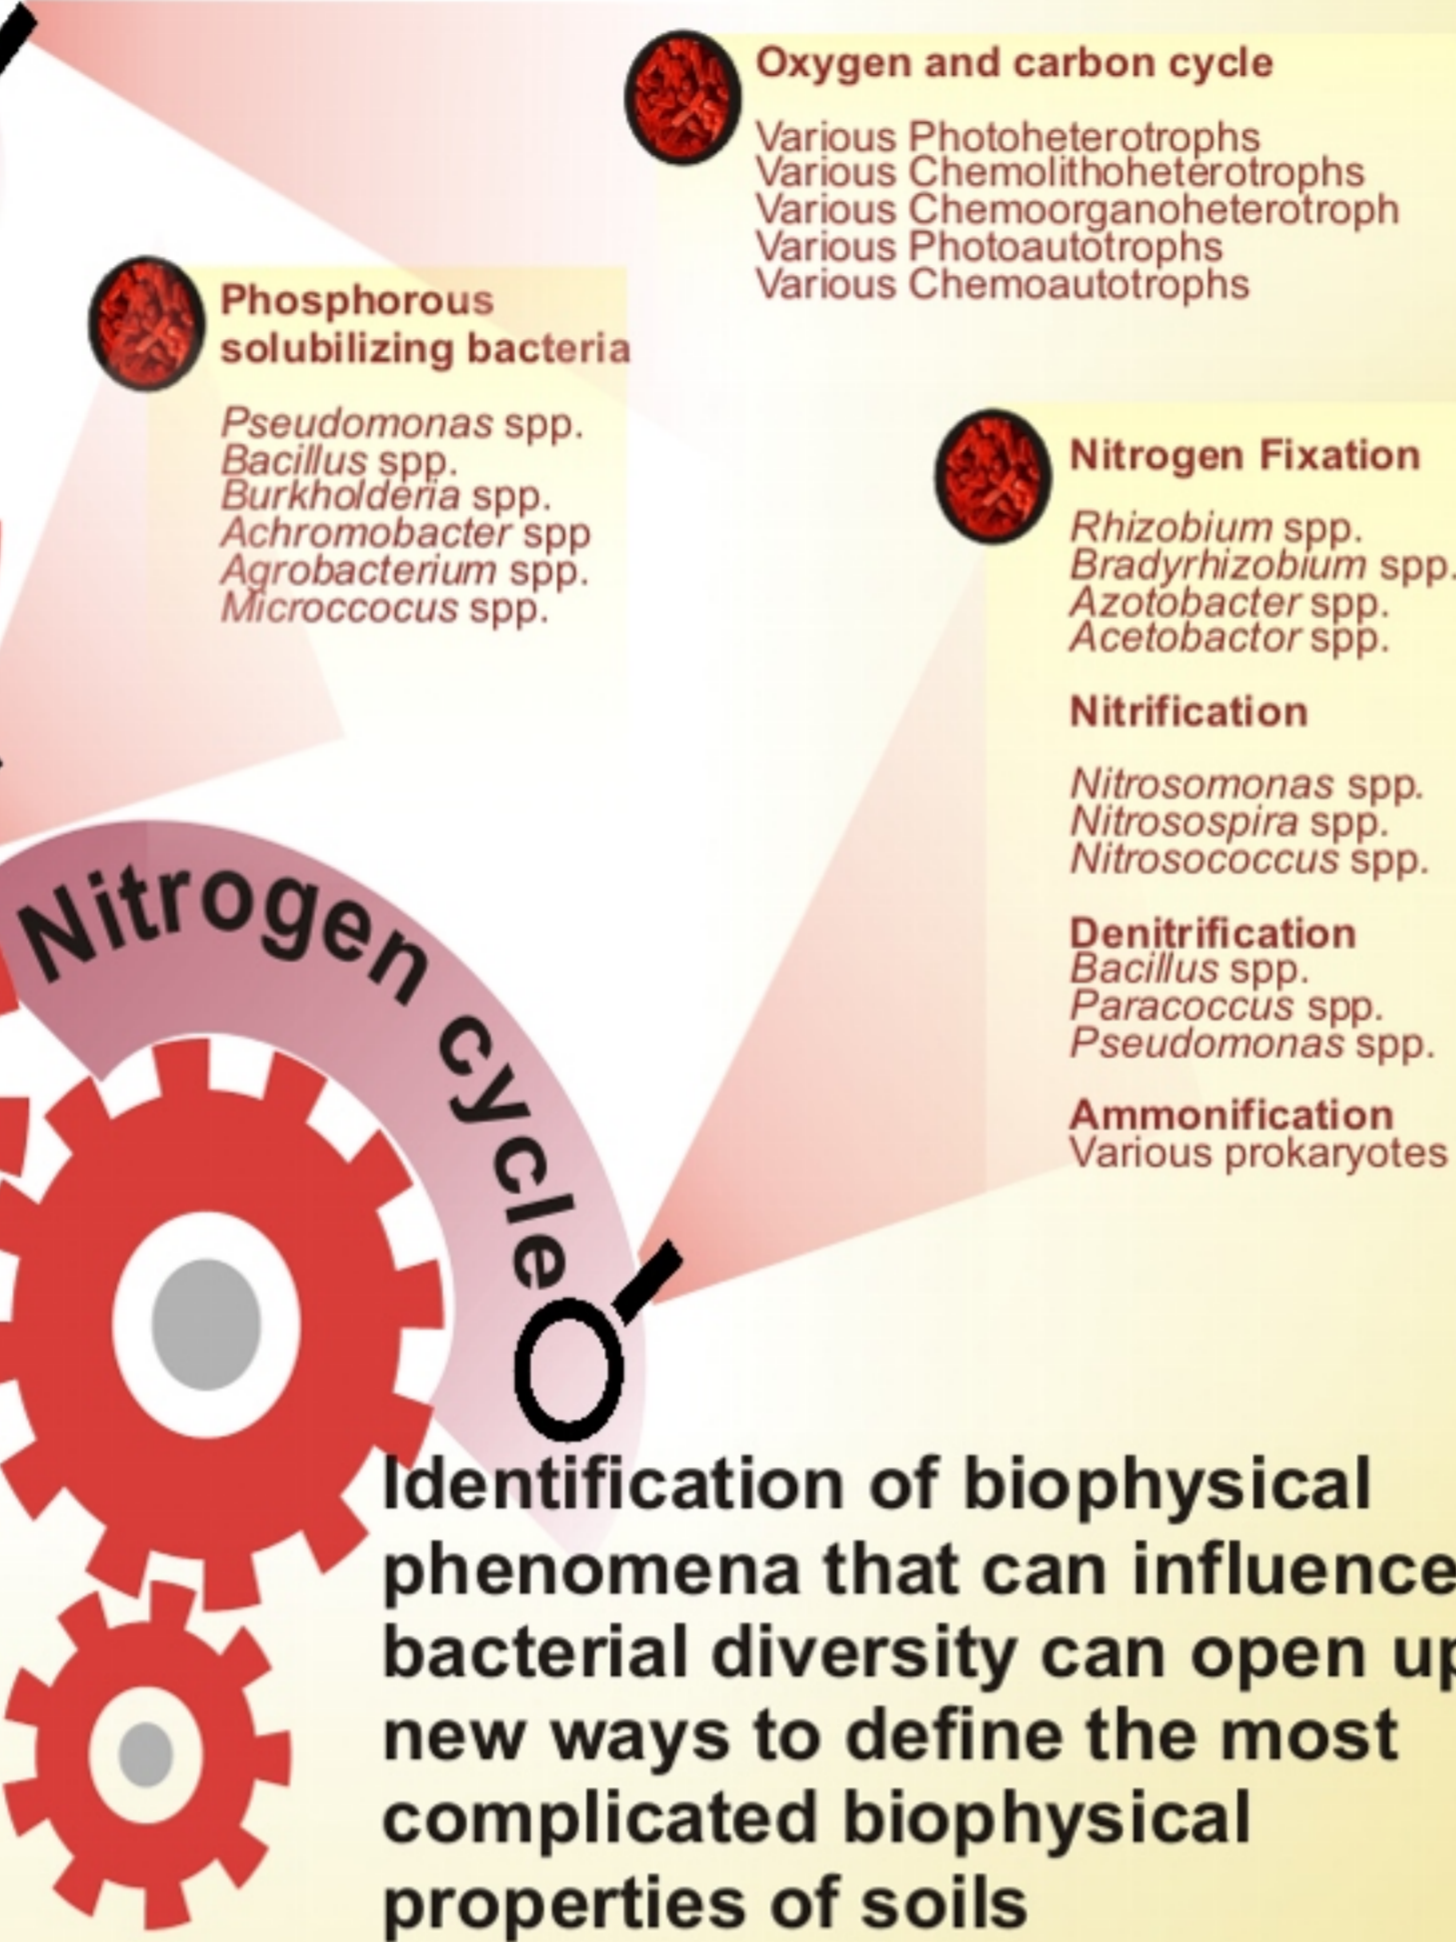 Oxygen and carbon cycle
Various Photoheterotrophs
Various Chemolithoheterotrophs
Various Chemoorganoheterotroph
Various Photoautotrophs
Various Chemoautotrophs
Phosphorous
solubilizing bacteria
Pseudomonas spp.
Bacillus spp.
Burkholderia spp.
Achromobacter spp
Agrobacterium spp.
Microccocus spp.
Nitrogen Fixation
Rhizobium spp.
Bradyrhizobium spp.
Azotobacter spp.
Acetobactor spp.
Nitrification
Nitrosomonas spp.
Nitrosospira spp.
Nitrosococcus spp.
Denitrification
Bacillus spp.
Paracoccus spp.
Pseudomonas spp.
Ammonification
Various prokaryotes
Nitrogen cycle
Identification of biophysical
phenomena that can influence
bacterial diversity can open up
new ways to define the most
complicated biophysical
properties of soils